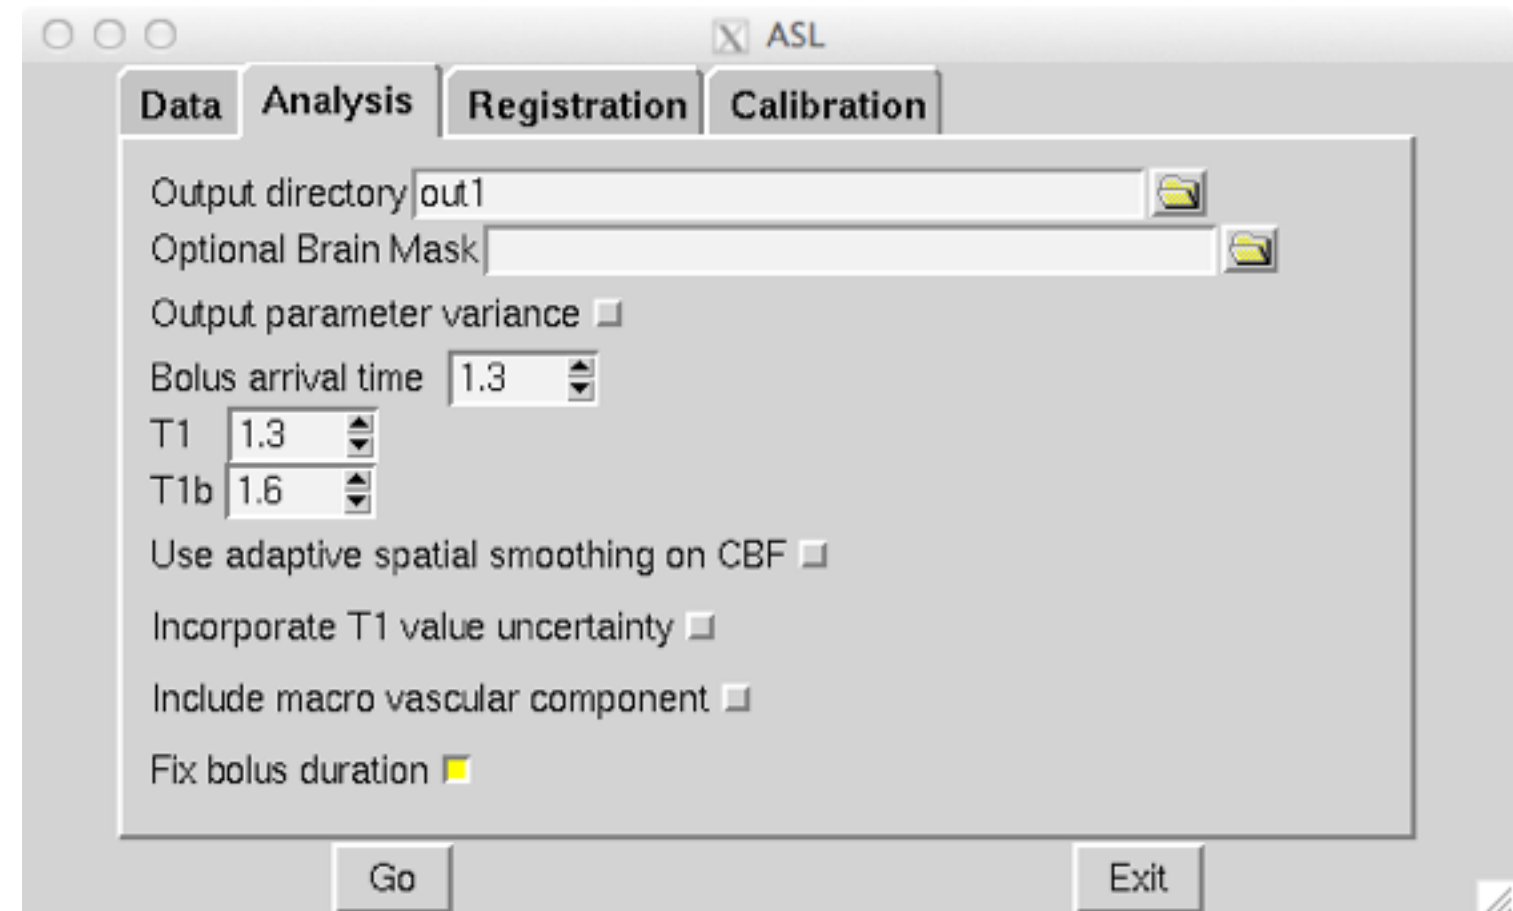 ASL
Data Analysis Registration Calibration
Output directory out1
Optional Brain Mask
Output parameter variance
Bolus arrival time 1.3
T1 1.3
T1b 1.6
Use adaptive spatial smoothing on CBF
Incorporate T1 value uncertainty
Include macro vascular component
Fix bolus duration
Go Exit